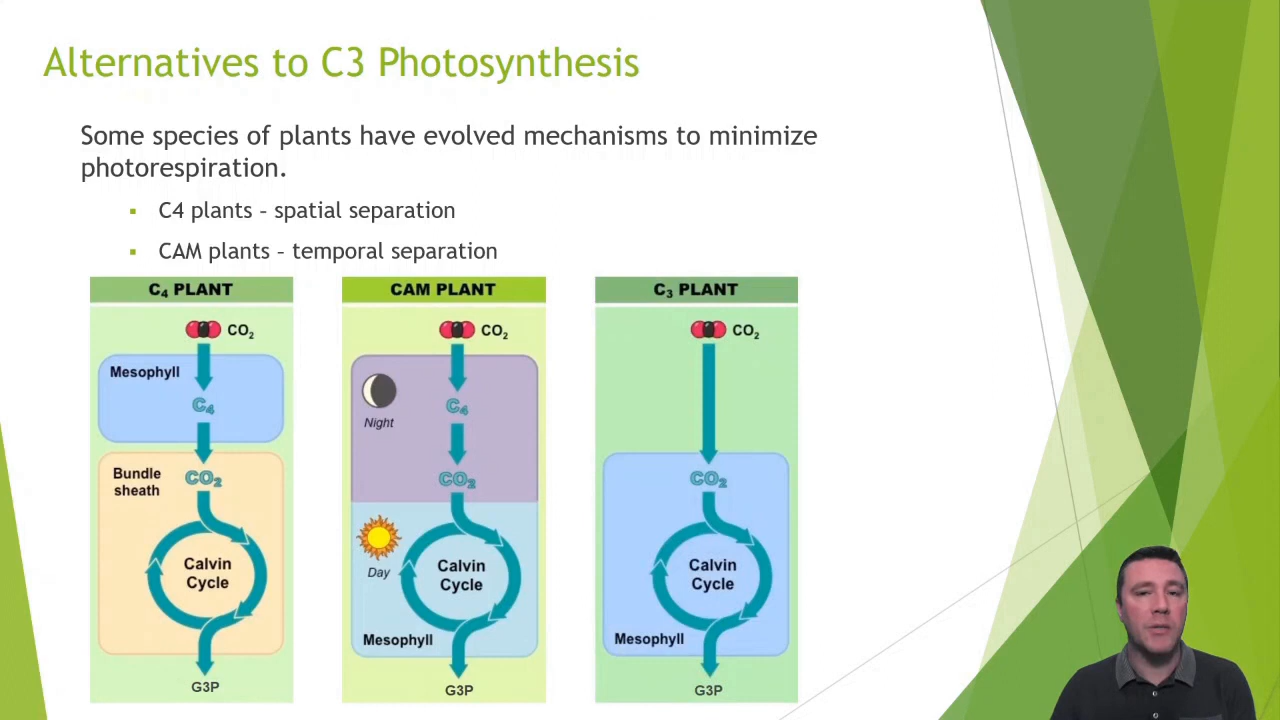 Alternatives to C3 Photosynthesis
Some species of plants have evolved mechanisms to minimize
photorespiration.
▪ C4 plants – spatial separation
▪ CAM plants – temporal separation
C₄ PLANT
CO₂
Mesophyll
C₄
Bundle
sheath
CO₂
Calvin
Cycle
G3P
CAM PLANT
CO₂
Night
C₄
CO₂
Day
Calvin
Cycle
Mesophyll
G3P
C₃ PLANT
CO₂
CO₂
Calvin
Cycle
Mesophyll
G3P